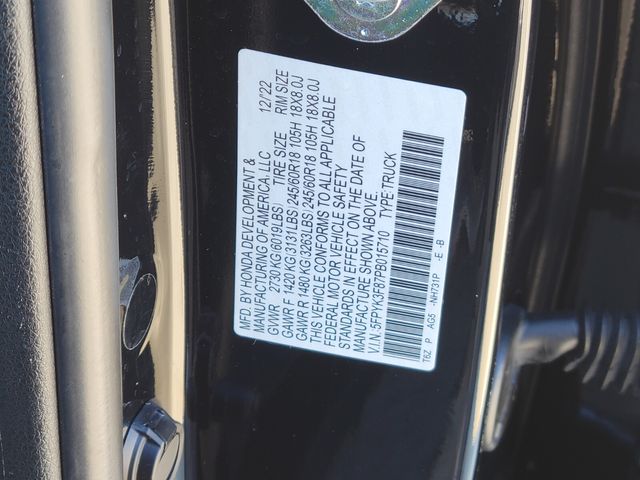 MFD. BY HONDA DEVELOPMENT &
MANUFACTURING OF AMERICA, LLC 12/22
GVWR 2730 KG(6019LBS) TIRE SIZE RIM SIZE
GAWR F 1420 KG(3131LBS)245/60R18 105H 18X8.0J
GAWR R 1480 KG(3263LBS)245/60R18 105H 18X8.0J
THIS VEHICLE CONFORMS TO ALL APPLICABLE
FEDERAL MOTOR VEHICLE SAFETY
STANDARDS IN EFFECT ON THE DATE OF
MANUFACTURE SHOWN ABOVE.
V.I.N.:5FPYK3F87PB015710 TYPE:TRUCK
T6Z P AG5 -NH731P -E -B